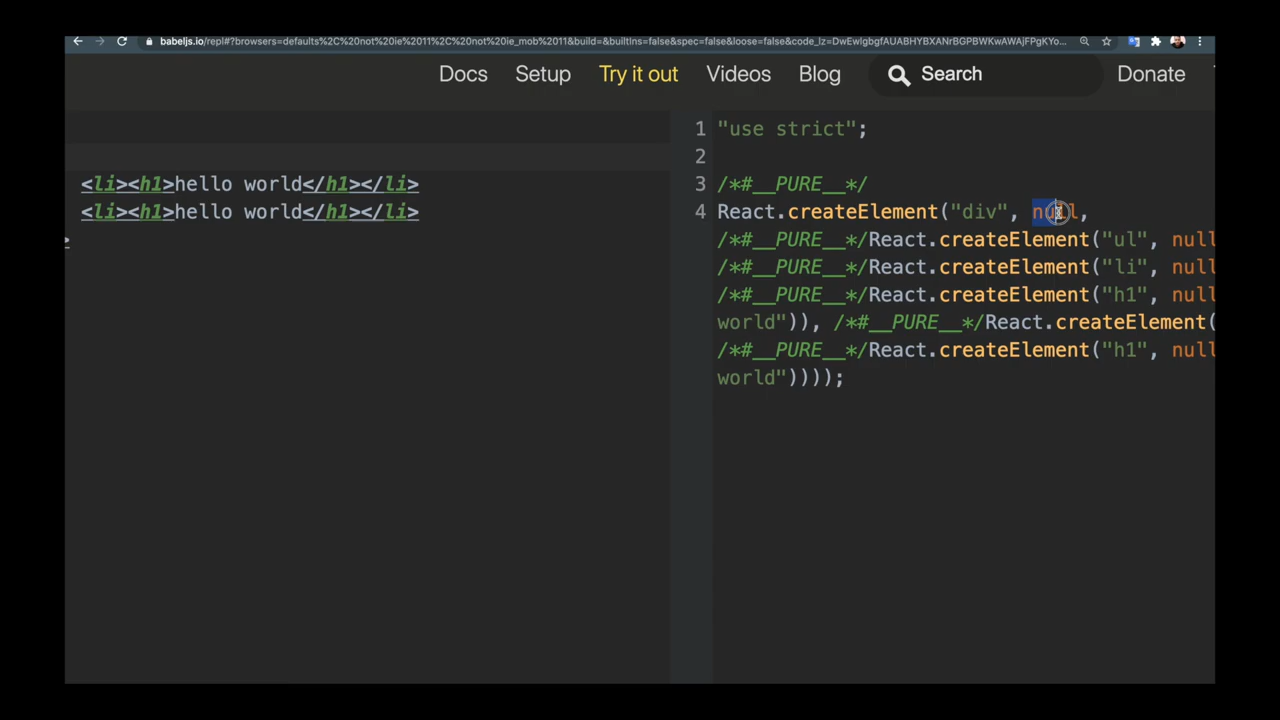 babeljs.io/repl#?browsers=defaults%2C%20not%20ie%2011%2C%20not%20ie_mob%2011&build=&builtIns=false&spec=false&loose=false&code_lz=DwEwlgbgfAUABHYBXANrBGPBWKwAWAjFPgKYo...
Docs Setup Try it out Videos Blog Search Donate
<li><h1>hello world</h1></li>
<li><h1>hello world</h1></li>
>
1 "use strict";
2
3 /*#__PURE__*/
4 React.createElement("div", null,
/*#__PURE__*/React.createElement("ul", null
/*#__PURE__*/React.createElement("li", null
/*#__PURE__*/React.createElement("h1", null
world")), /*#__PURE__*/React.createElement(
/*#__PURE__*/React.createElement("h1", null
world"))));